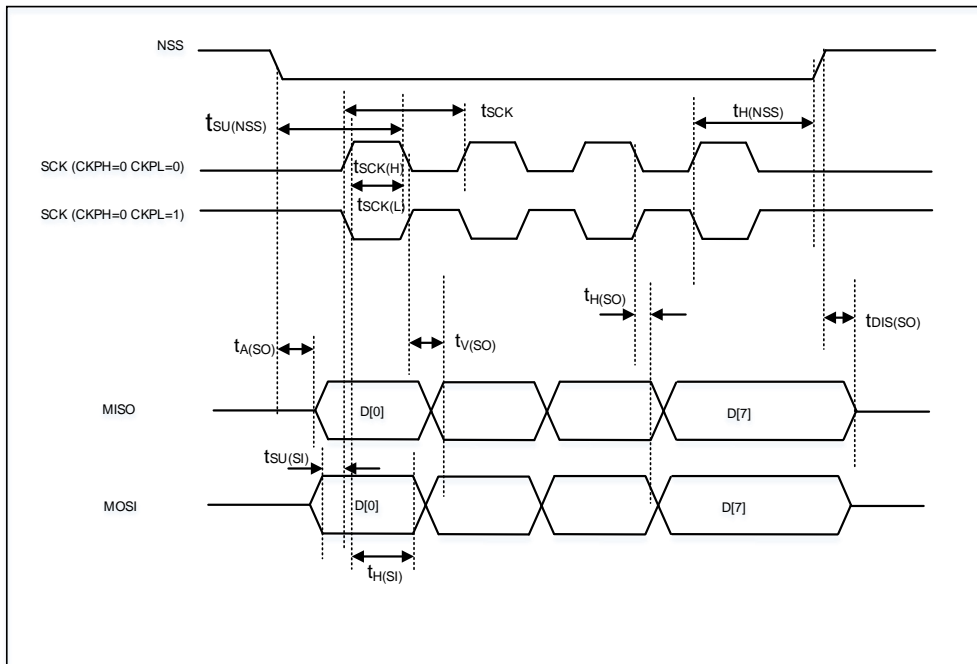 NSS
tSCK
tSU(NSS)
tH(NSS)
SCK (CKPH=0 CKPL=0)
tSCK(H)
tSCK(L)
SCK (CKPH=0 CKPL=1)
tH(SO)
tDIS(SO)
tA(SO)
tV(SO)
MISO
D[0]
D[7]
tSU(SI)
MOSI
D[0]
D[7]
tH(SI)